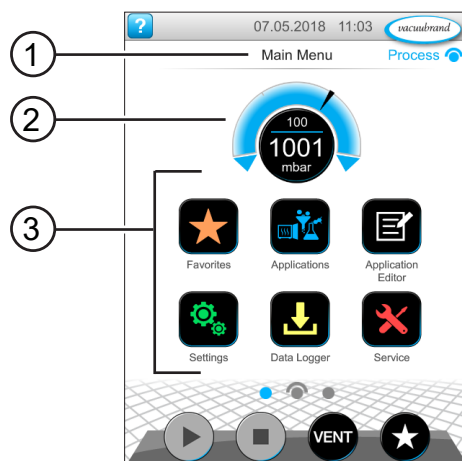 ? 07.05.2018 11:03 vacuubrand
1 Main Menu Process
2
100
1001
mbar
3
Favorites Applications Application
Editor
Settings Data Logger Service
VENT